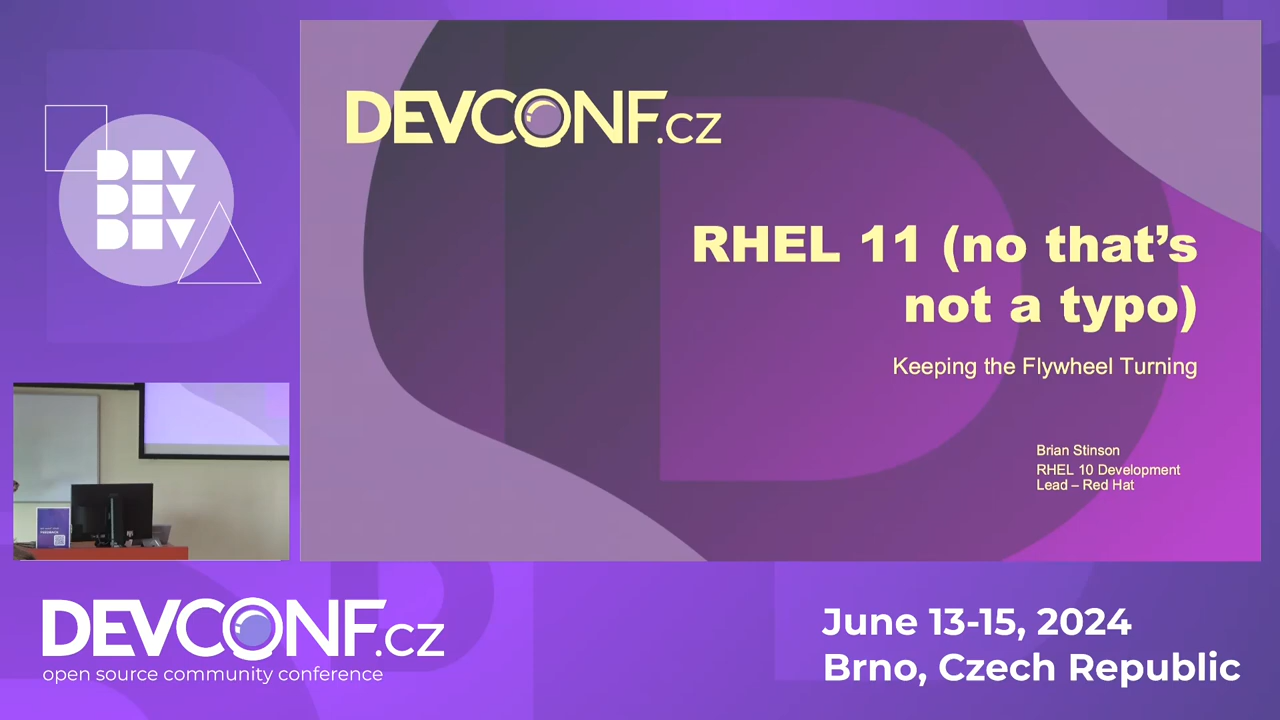 DEV
DEV
DEV
DEVCONF.CZ
RHEL 11 (no that's
not a typo)
Keeping the Flywheel Turning
Brian Stinson
RHEL 10 Development
Lead – Red Hat
DEVCONF.CZ
open source community conference
June 13-15, 2024
Brno, Czech Republic